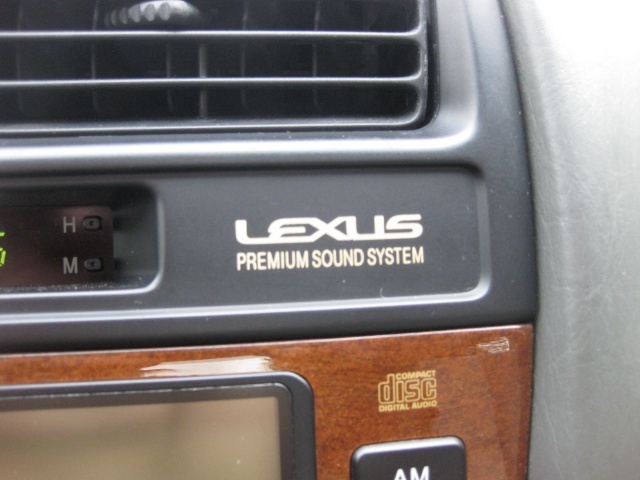 H
M
LEXUS
PREMIUM SOUND SYSTEM
COMPACT
disc
DIGITAL AUDIO
AM